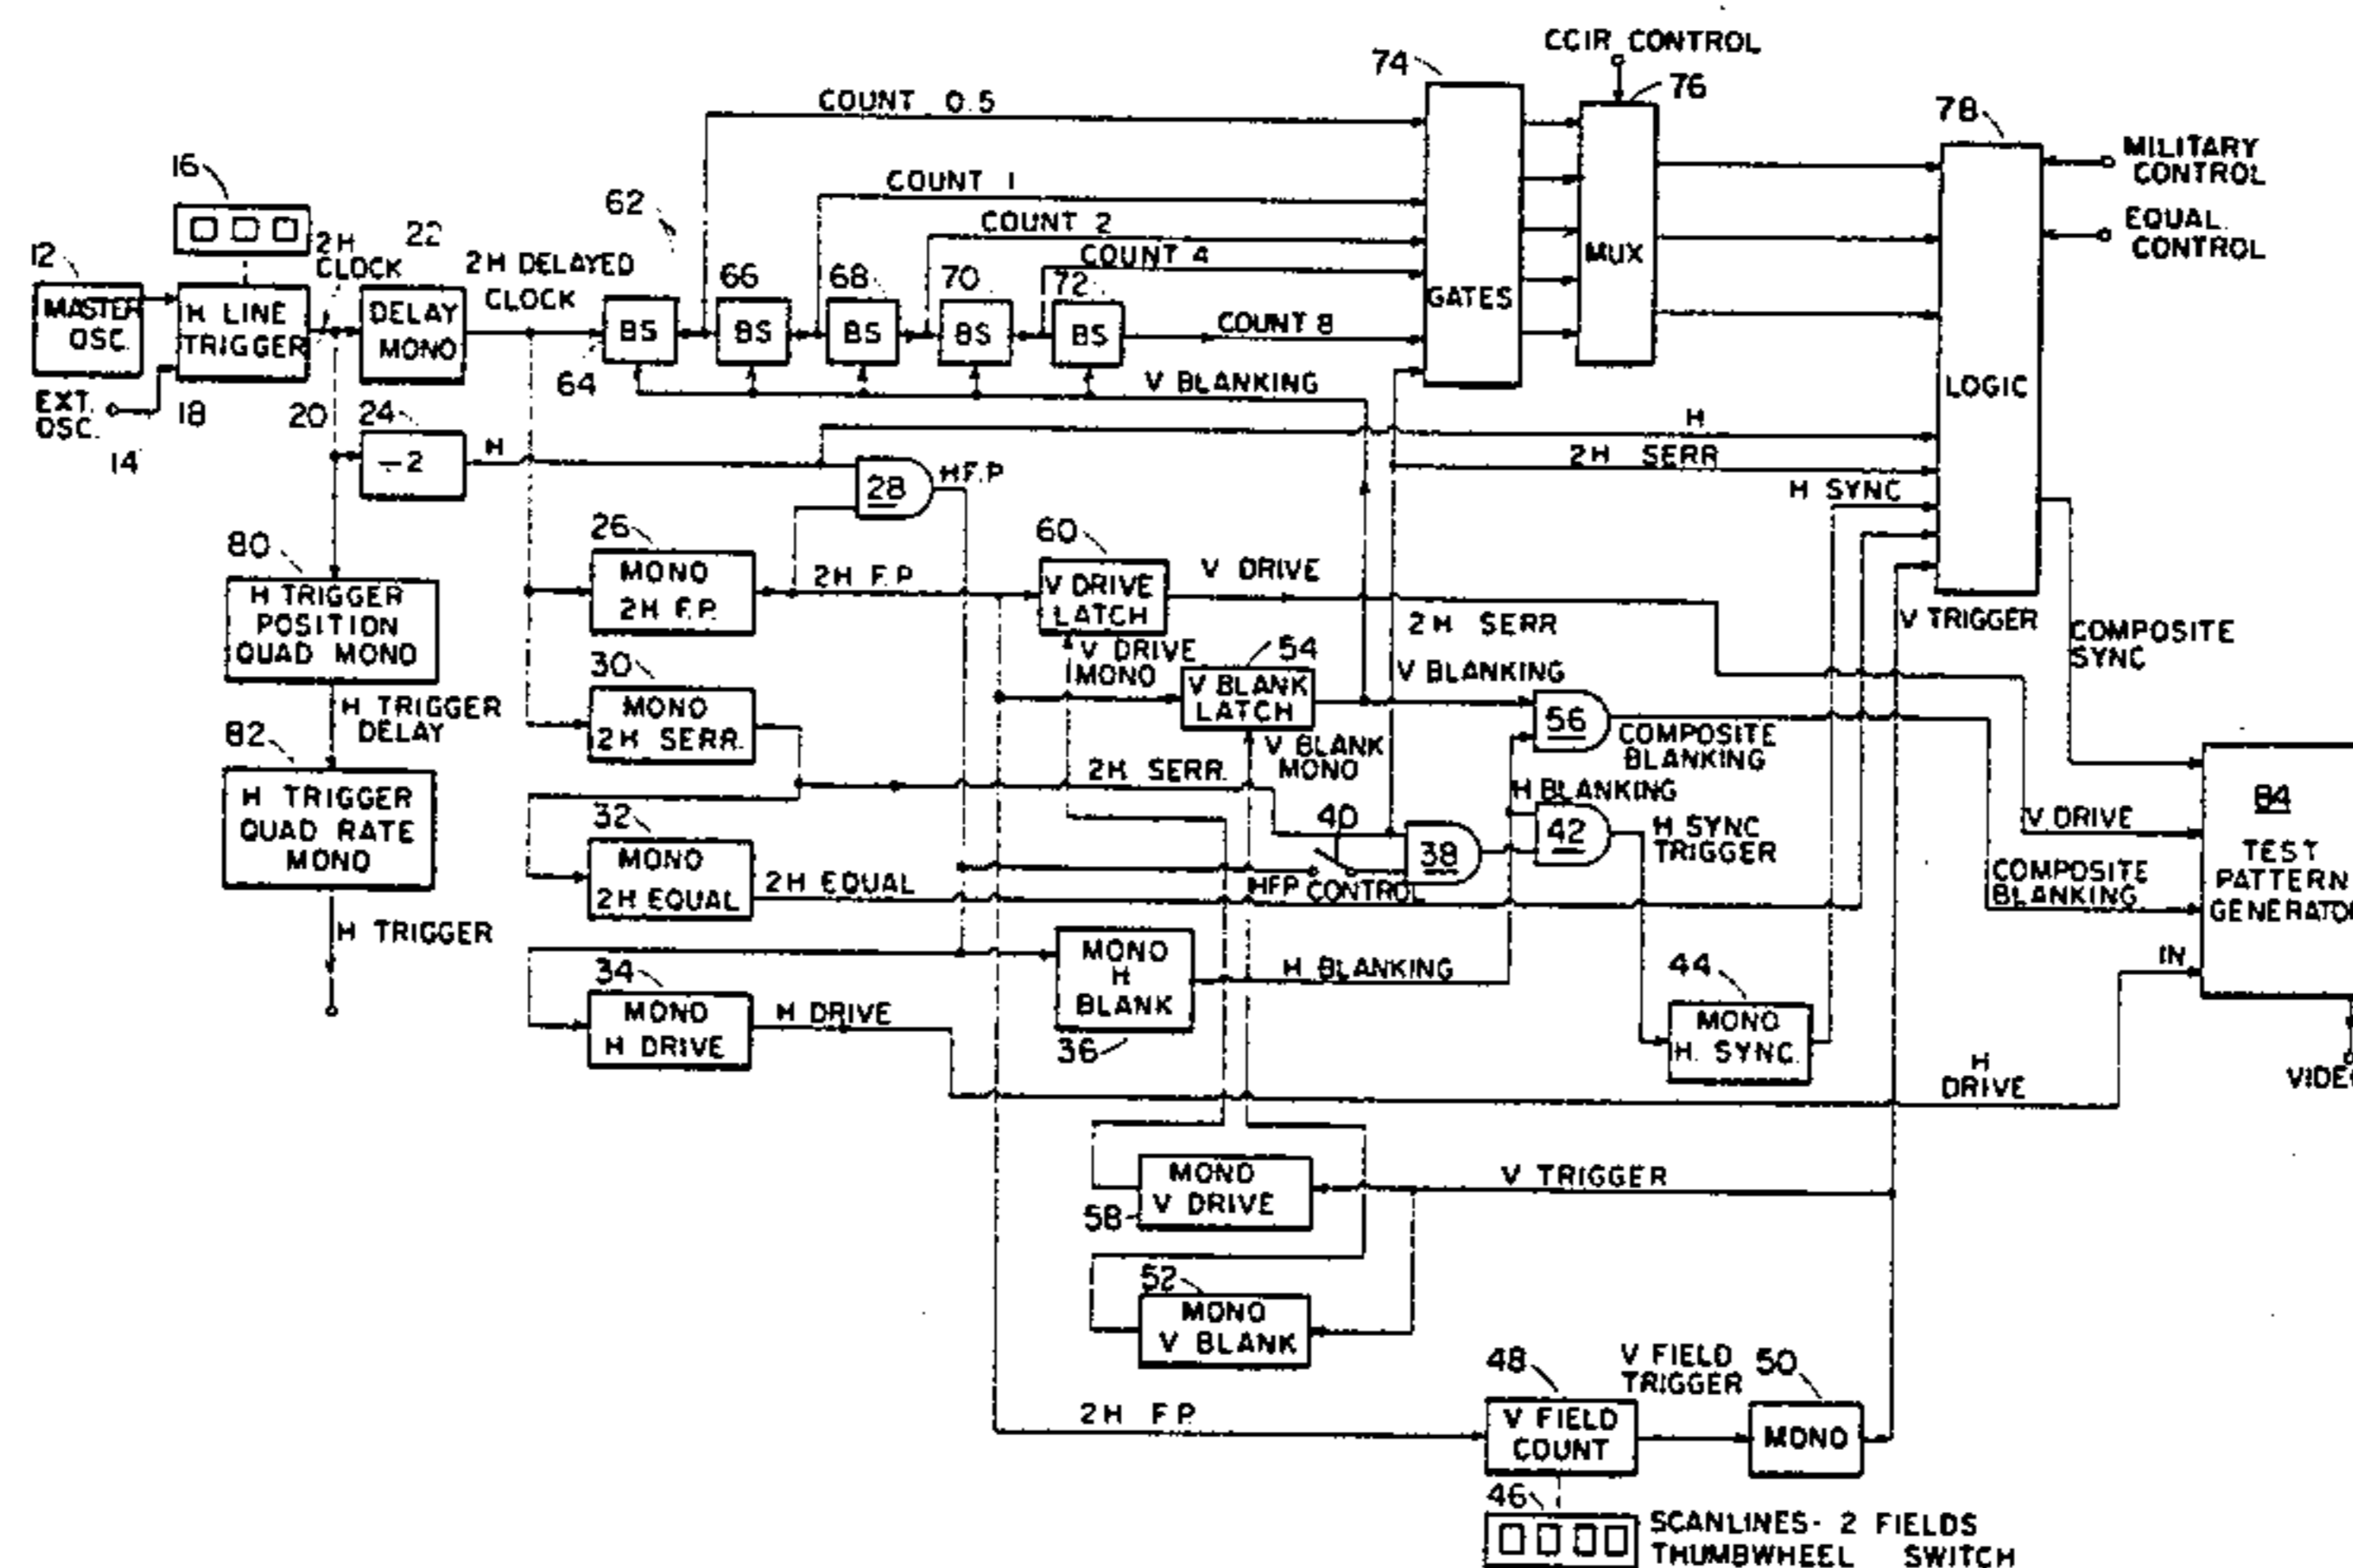 CCIR CONTROL
74
76
COUNT 0.5
78
16
MILITARY
CONTROL
COUNT 1
62
22
COUNT 2
EQUAL.
CONTROL
2H
CLOCK
12
2H DELAYED
CLOCK
COUNT 4
MUX
66
68
70
72
MASTER
OSC.
H LINE
TRIGGER
DELAY
MONO
BS
BS
BS
BS
BS
COUNT 8
GATES
64
V BLANKING
LOGIC
EXT.
OSC.
18
20
24
14
H
-2
H
28
H F.P
2H SERR
H SYNC
80
26
60
H TRIGGER
POSITION
QUAD MONO
MONO
2H F.P.
2H F.P
V DRIVE
LATCH
V DRIVE
2H SERR
V TRIGGER
COMPOSITE
SYNC
V DRIVE
MONO
54
30
V BLANK
LATCH
V BLANKING
MONO
2H SERR.
H TRIGGER
DELAY
56
82
COMPOSITE
BLANKING
V BLANK
MONO
2H SERR.
H BLANKING
H TRIGGER
QUAD RATE
MONO
32
40
38
42
H SYNC
TRIGGER
84
TEST
PATTERN
GENERATO
V DRIVE
MONO
2H EQUAL
2H EQUAL
HFP CONTROL
COMPOSITE
BLANKING
H TRIGGER
34
MONO
H
BLANK
H BLANKING
44
IN
MONO
H DRIVE
H DRIVE
36
MONO
H. SYNC.
H
DRIVE
VIDE
MONO
V DRIVE
V TRIGGER
58
52
MONO
V BLANK
48
V FIELD
TRIGGER
50
2H F.P.
V FIELD
COUNT
MONO
46
SCANLINES- 2 FIELDS
THUMBWHEEL SWITCH